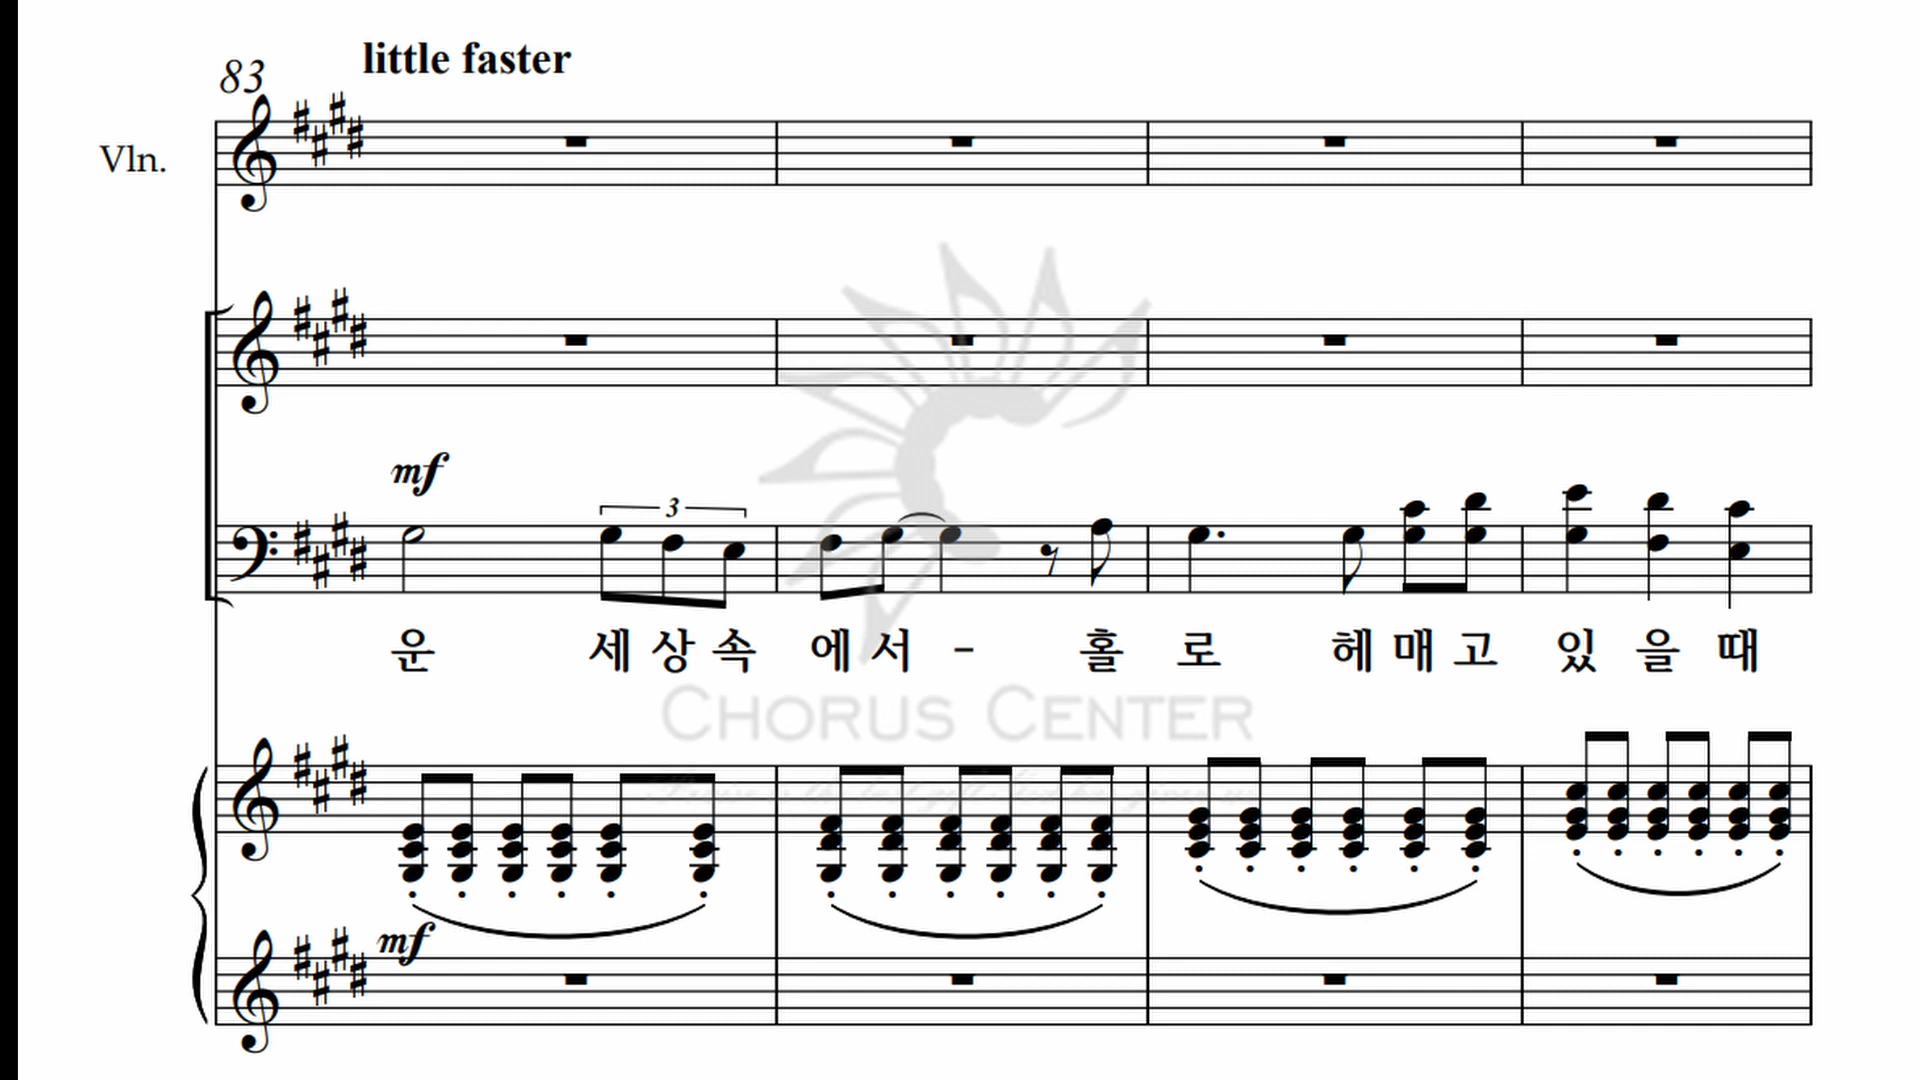 83 little faster
Vln.
mf
3
운 세 상 속 에 서 - 홀 로 헤 매 고 있 을 때
CHORUS CENTER
mf